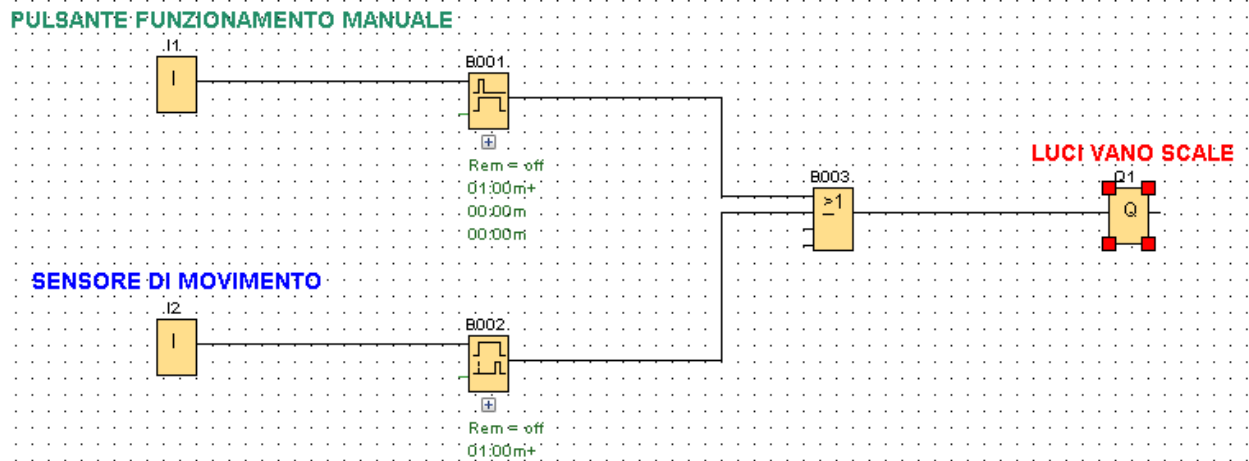 PULSANTE FUNZIONAMENTO MANUALE
I1
I
B001
Rem = off
01:00m+
00:00m
00:00m
LUCI VANO SCALE
B003
≥1
Q1
Q
SENSORE DI MOVIMENTO
I2
I
B002
Rem = off
01:00m+